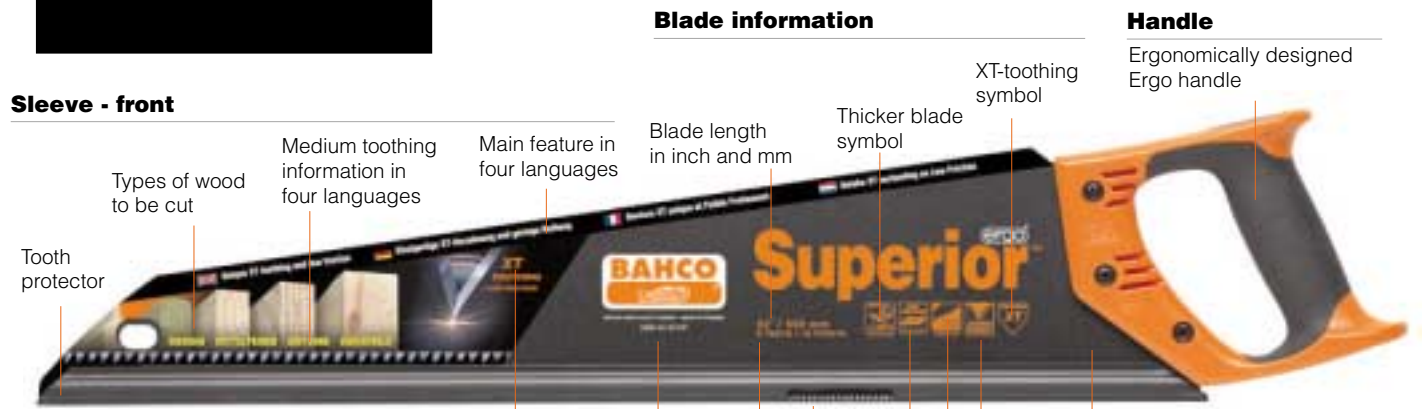 Blade information
Handle
Ergonomically designed
Ergo handle
XT-toothing
symbol
Sleeve - front
Thicker blade
symbol
Blade length
in inch and mm
Main feature in
four languages
Medium toothing
information in
four languages
Types of wood
to be cut
Tooth
protector
BAHCO
ergo
Superior
XT